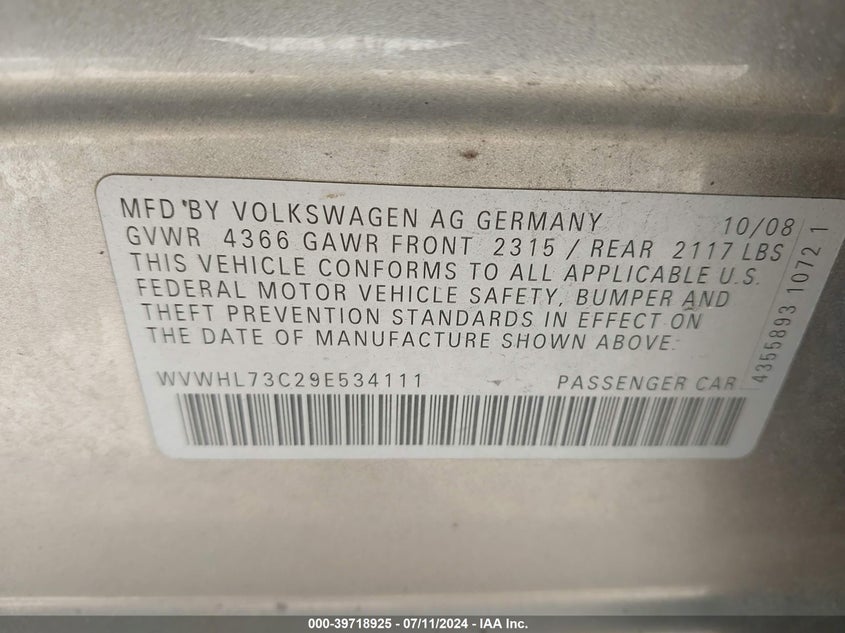 MFD BY VOLKSWAGEN AG GERMANY 10/08
GVWR 4366 GAWR FRONT 2315 / REAR 2117 LBS
THIS VEHICLE CONFORMS TO ALL APPLICABLE U.S.
FEDERAL MOTOR VEHICLE SAFETY, BUMPER AND
THEFT PREVENTION STANDARDS IN EFFECT ON
THE DATE OF MANUFACTURE SHOWN ABOVE.
WVWHL73C29E534111 PASSENGER CAR
4355893 10721
000-39718925 - 07/11/2024 - IAA Inc.